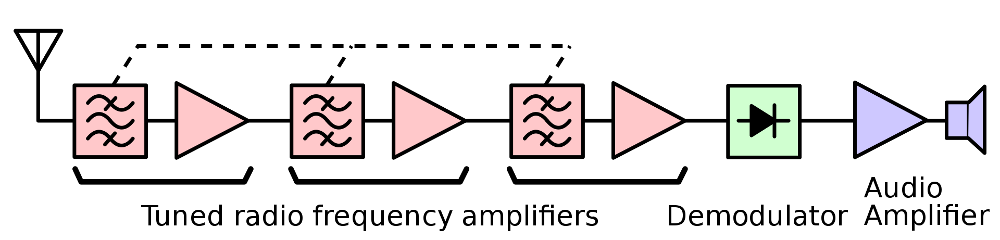 Tuned radio frequency amplifiers
Demodulator
Audio
Amplifier